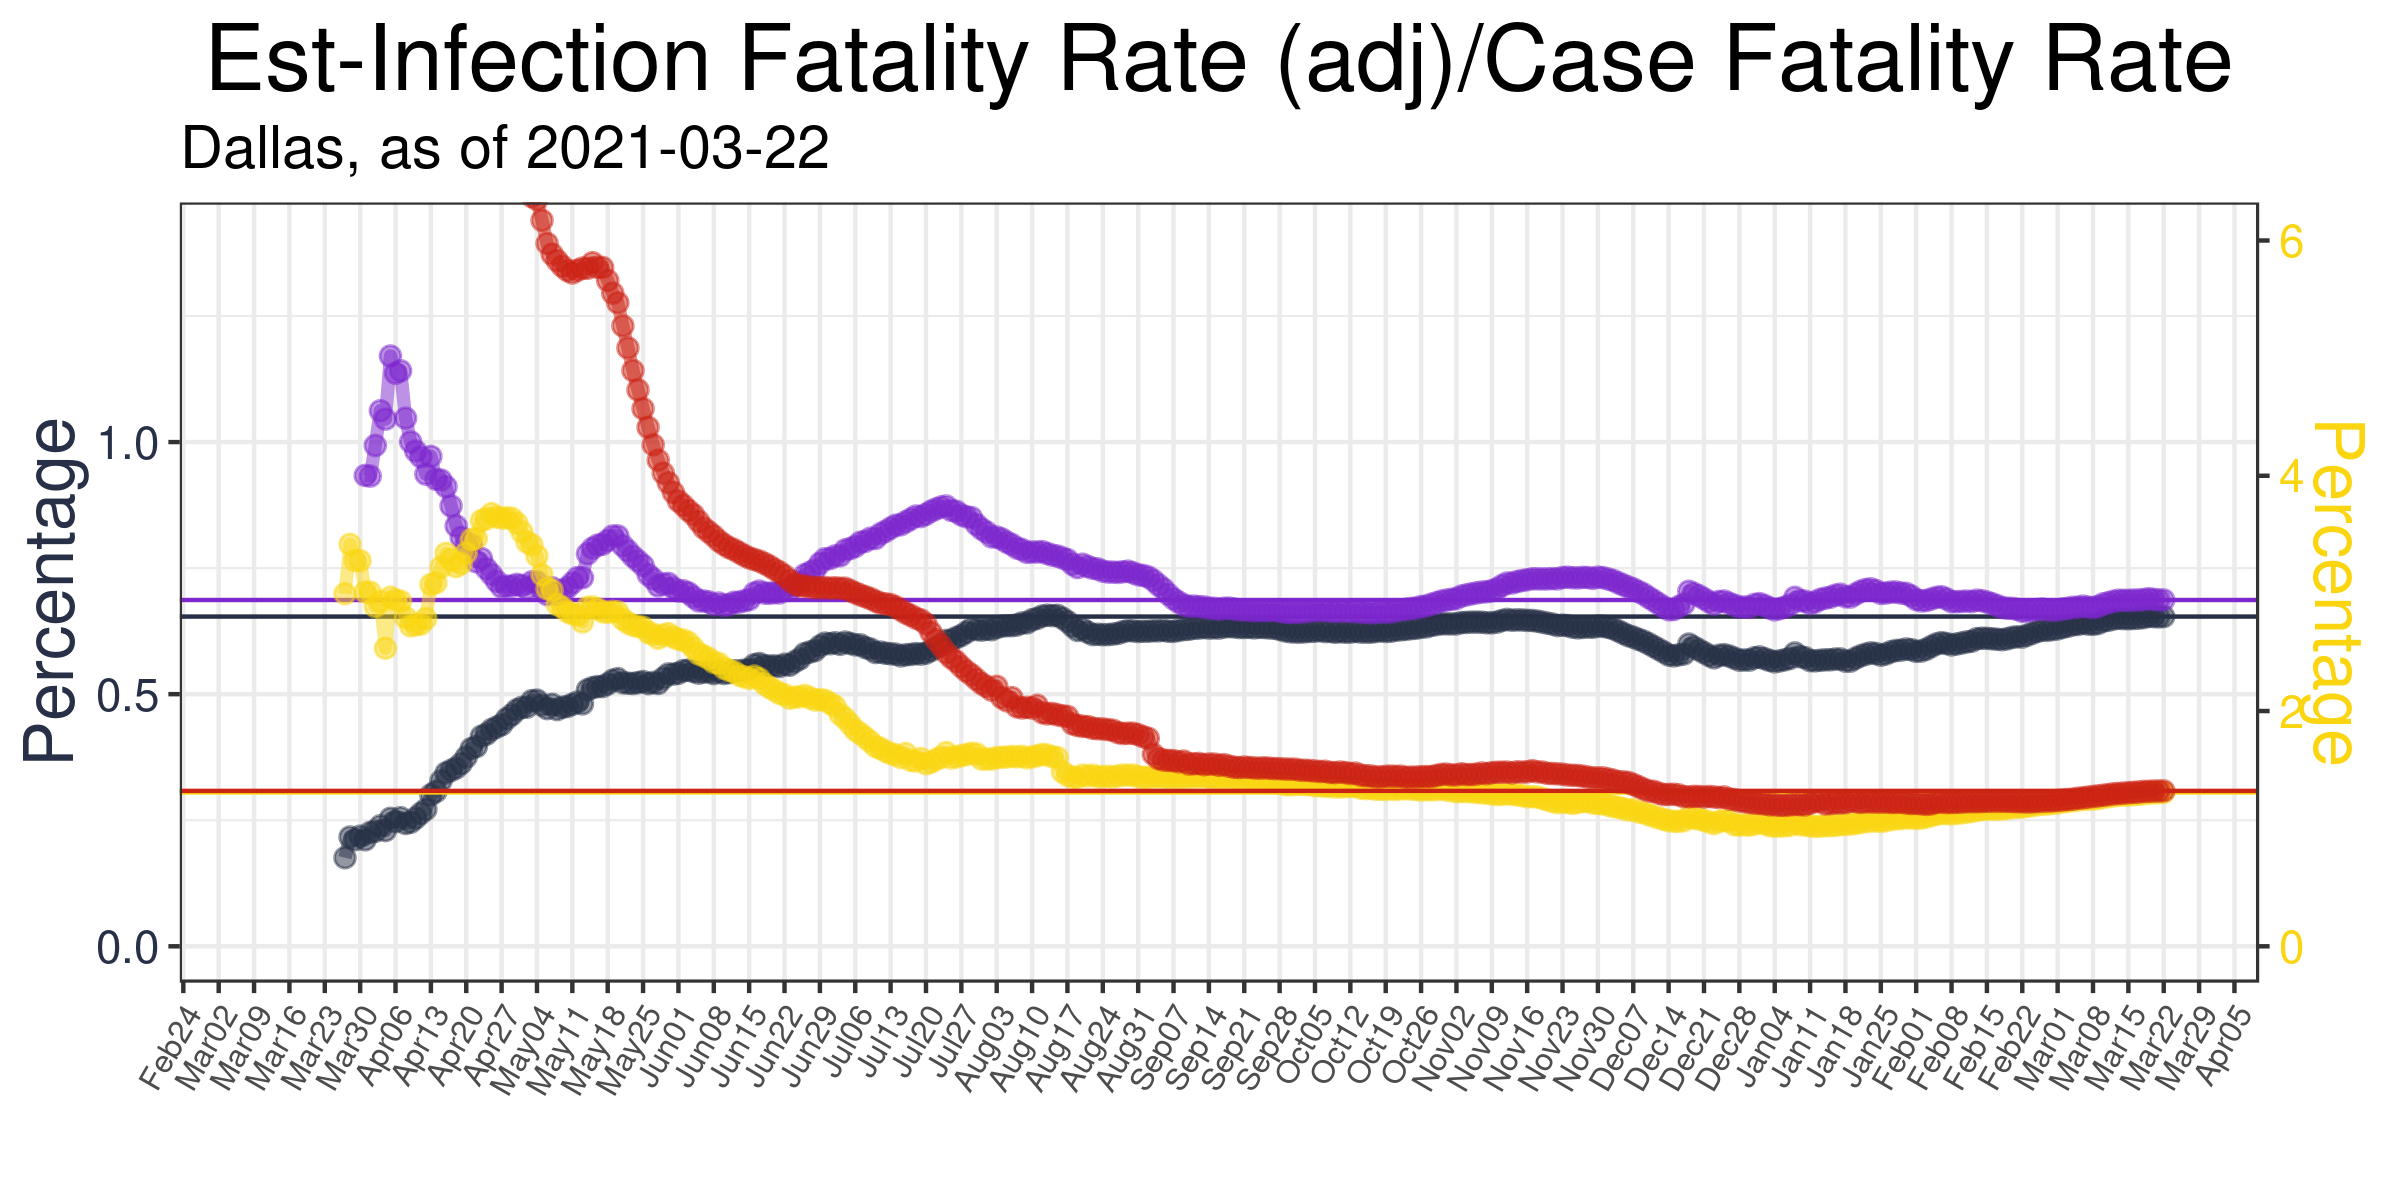 Est-Infection Fatality Rate (adj)/Case Fatality Rate
Dallas, as of 2021-03-22
Percentage
1.0
0.5
0.0
6
4
2
0
Percentage
Feb24
Mar02
Mar09
Mar16
Mar23
Mar30
Apr06
Apr13
Apr20
Apr27
May04
May11
May18
May25
Jun01
Jun08
Jun15
Jun22
Jun29
Jul06
Jul13
Jul20
Jul27
Aug03
Aug10
Aug17
Aug24
Aug31
Sep07
Sep14
Sep21
Sep28
Oct05
Oct12
Oct19
Oct26
Nov02
Nov09
Nov16
Nov23
Nov30
Dec07
Dec14
Dec21
Dec28
Jan04
Jan11
Jan18
Jan25
Feb01
Feb08
Feb15
Feb22
Mar01
Mar08
Mar15
Mar22
Mar29
Apr05